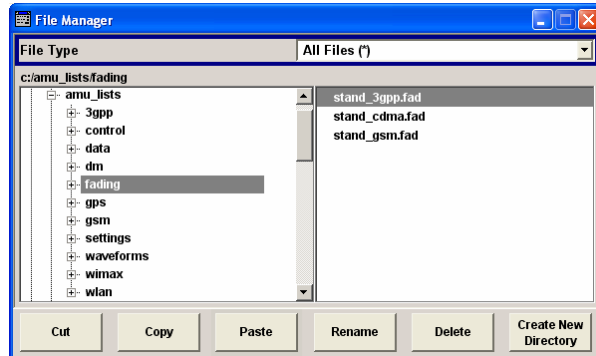 File Manager
File Type
All Files (*)
c:/amu_lists/fading
amu_lists
3gpp
control
data
dm
fading
gps
gsm
settings
waveforms
wimax
wlan
stand_3gpp.fad
stand_cdma.fad
stand_gsm.fad
Cut
Copy
Paste
Rename
Delete
Create New
Directory